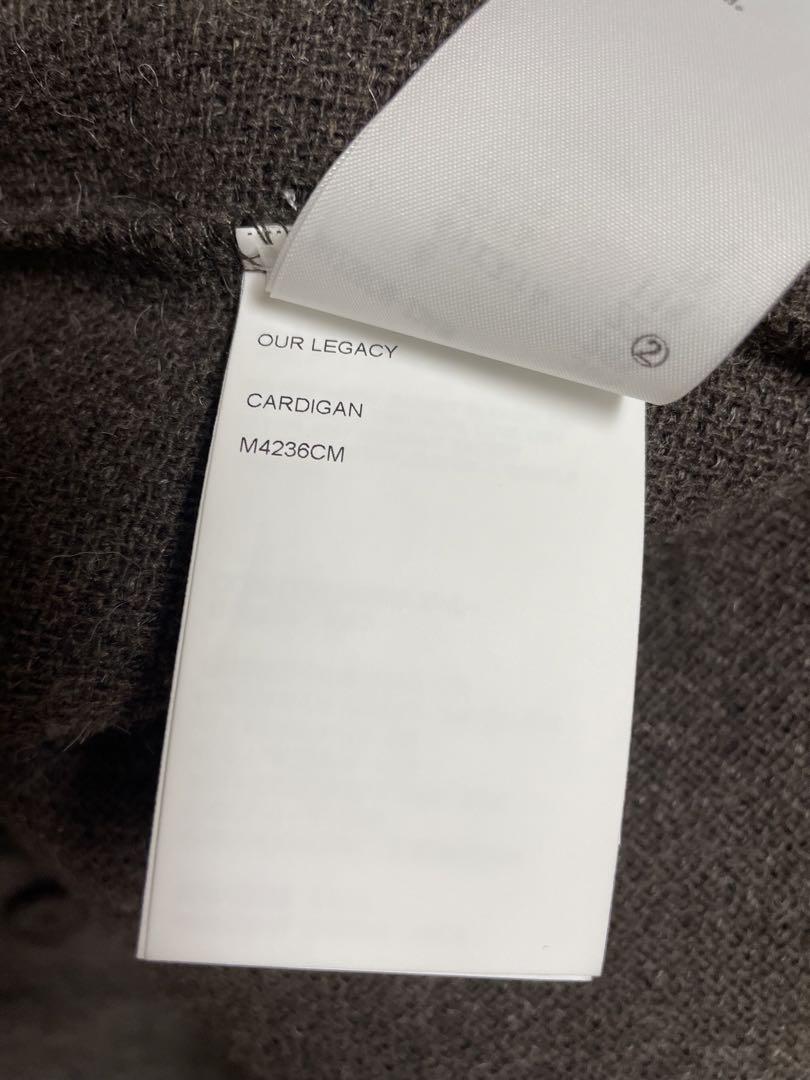 ②
OUR LEGACY
CARDIGAN
M4236CM